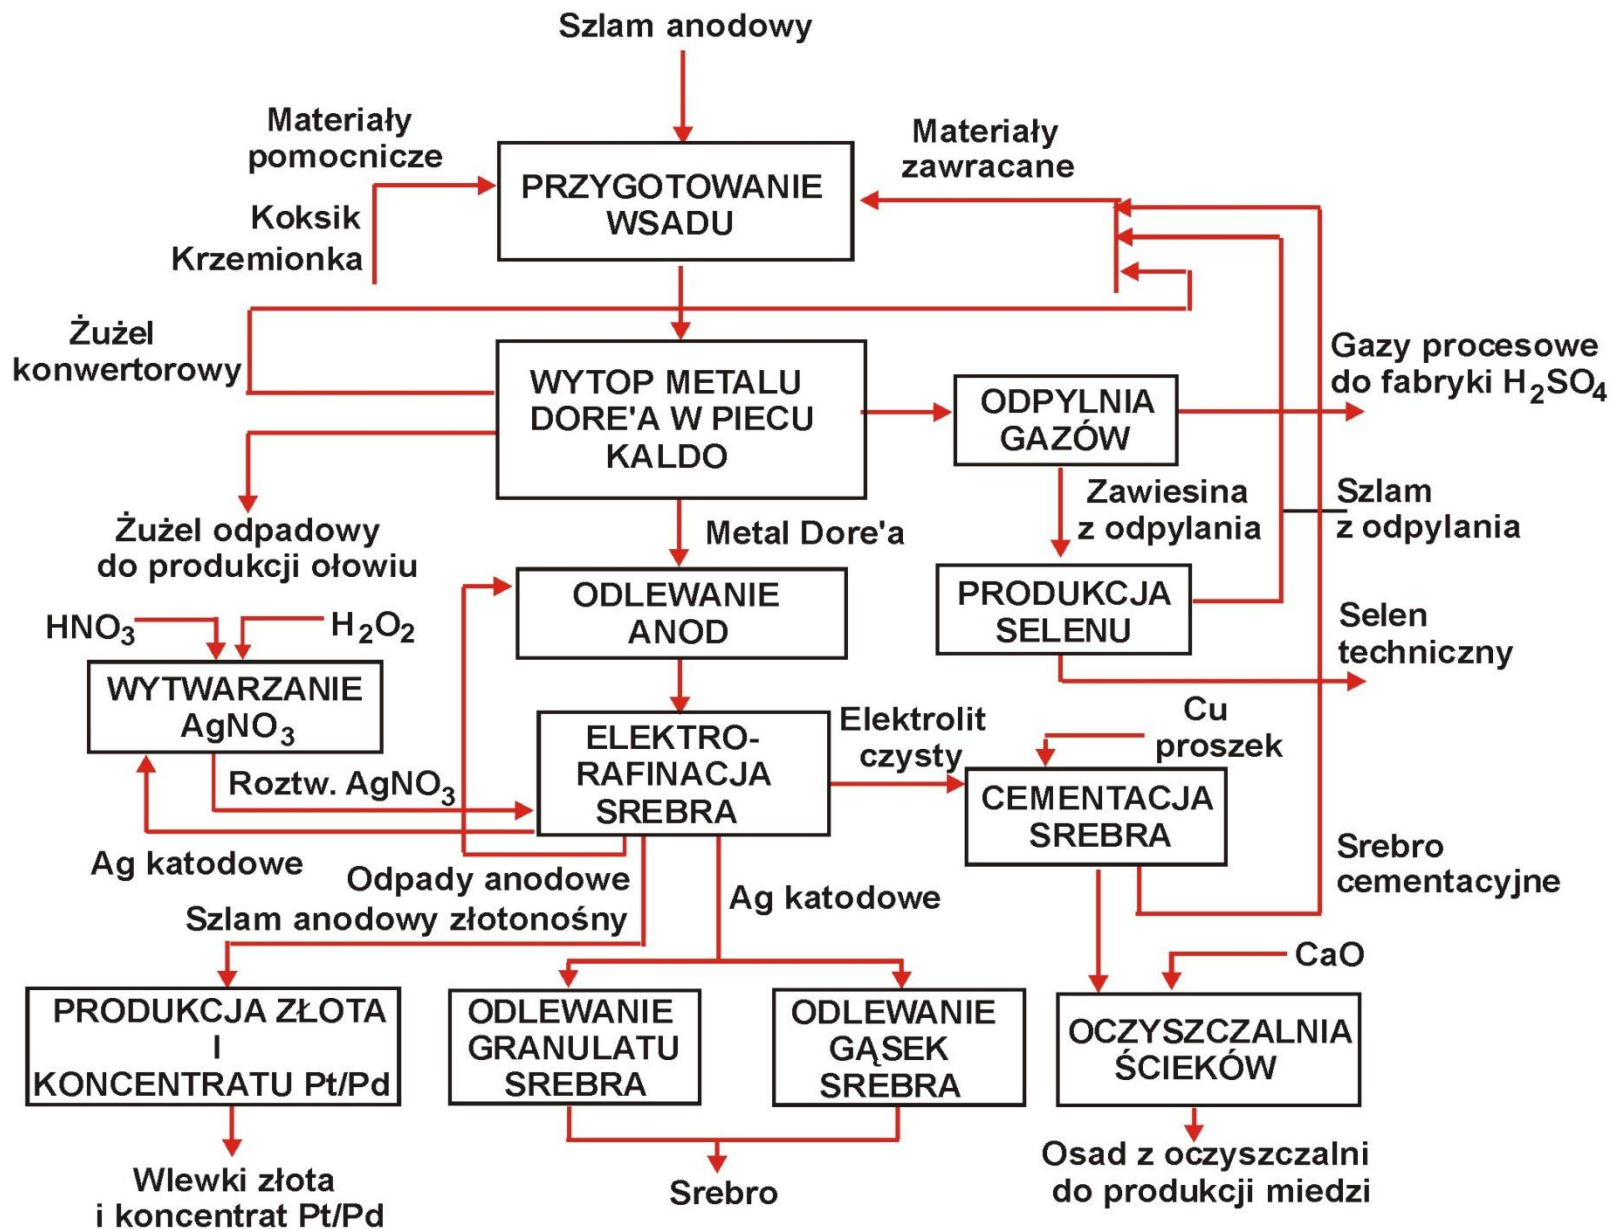 Szlam anodowy
Materiały
pomocnicze
Koksik
Krzemionka
PRZYGOTOWANIE
WSADU
Materiały
zawracane
Żużel
konwertorowy
WYTOP METALU
DORE'A W PIECU
KALDO
ODPYLNIA
GAZÓW
Gazy procesowe
do fabryki H₂SO₄
Żużel odpadowy
do produkcji ołowiu
Metal Dore'a
Zawiesina
z odpylania
Szlam
z odpylania
ODLEWANIE
ANOD
PRODUKCJA
SELENU
Selen
techniczny
HNO₃
H₂O₂
WYTWARZANIE
AgNO₃
Roztw. AgNO₃
Ag katodowe
ELEKTRO-
RAFINACJA
SREBRA
Elektrolit
czysty
Cu
proszek
CEMENTACJA
SREBRA
Srebro
cementacyjne
Odpady anodowe
Szlam anodowy złotonośny
Ag katodowe
CaO
PRODUKCJA ZŁOTA
I
KONCENTRATU Pt/Pd
ODLEWANIE
GRANULATU
SREBRA
ODLEWANIE
GĄSEK
SREBRA
OCZYSZCZALNIA
ŚCIEKÓW
Wlewki złota
i koncentrat Pt/Pd
Srebro
Osad z oczyszczalni
do produkcji miedzi